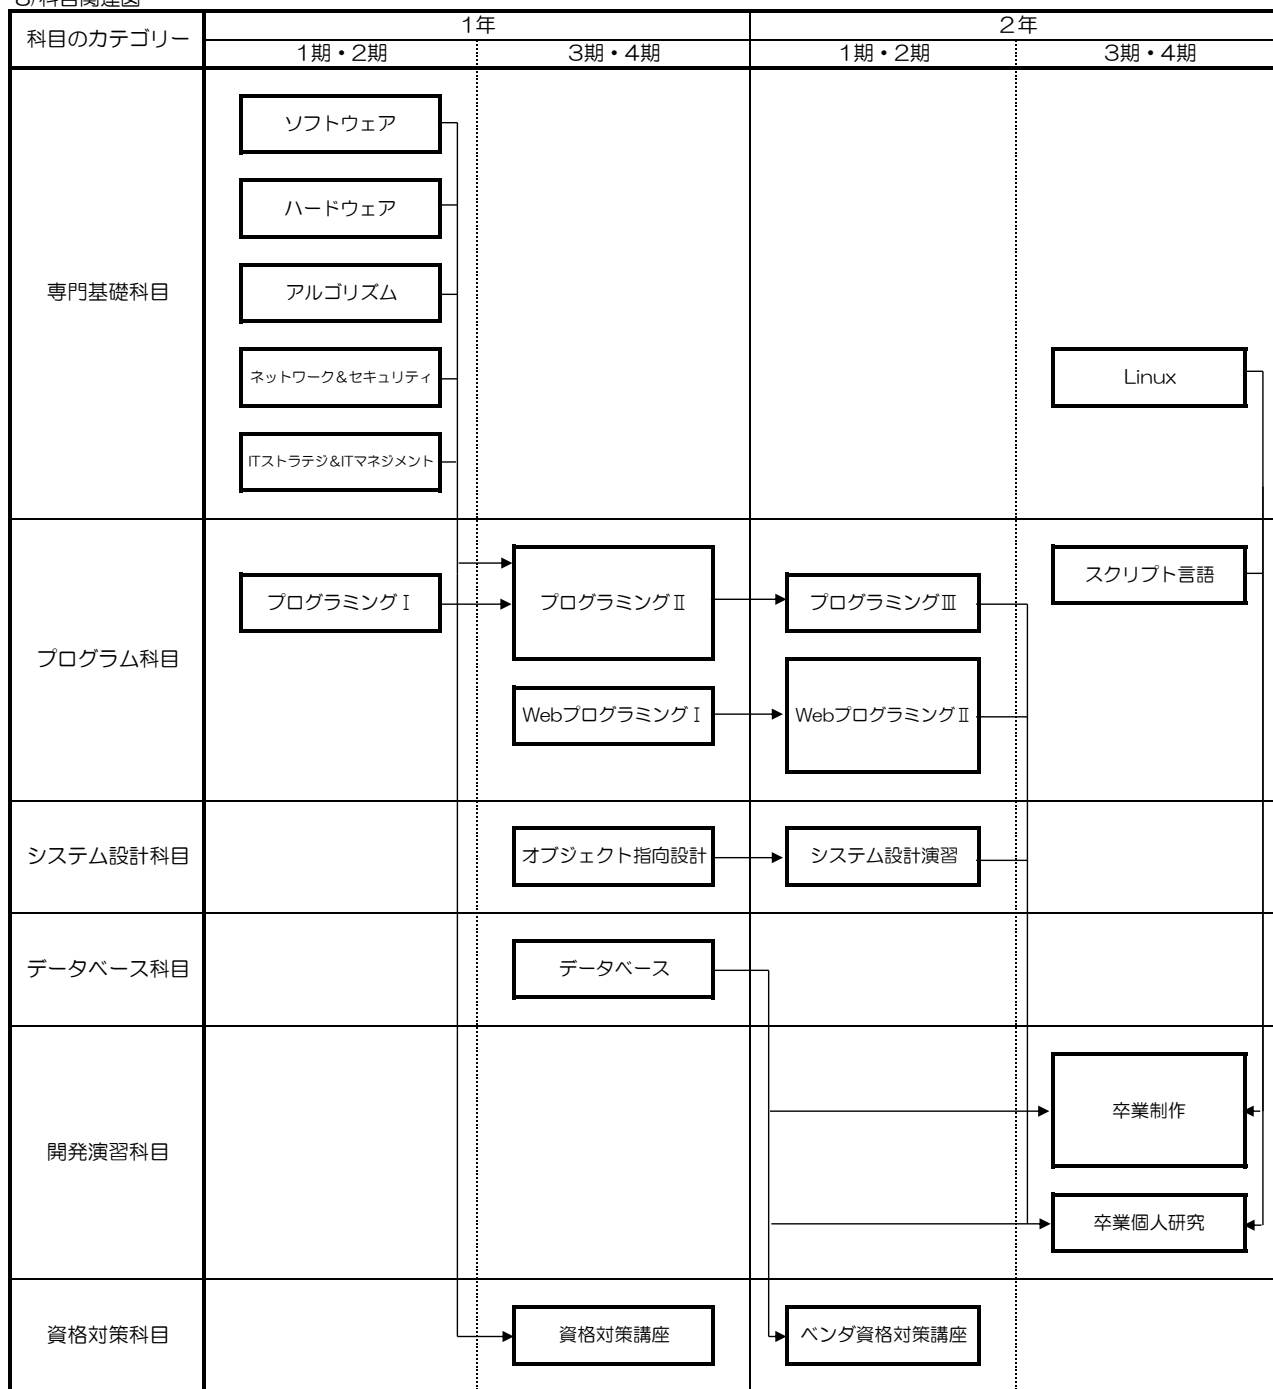 科目関連図
科目のカテゴリー
1年
2年
1期・2期
3期・4期
1期・2期
3期・4期
専門基礎科目
ソフトウェア
ハードウェア
アルゴリズム
ネットワーク＆セキュリティ
ITストラテジ＆ITマネジメント
Linux
プログラム科目
プログラミングⅠ
プログラミングⅡ
プログラミングⅢ
スクリプト言語
WebプログラミングⅠ
WebプログラミングⅡ
システム設計科目
オブジェクト指向設計
システム設計演習
データベース科目
データベース
開発演習科目
卒業制作
卒業個人研究
資格対策科目
資格対策講座
ベンダ資格対策講座